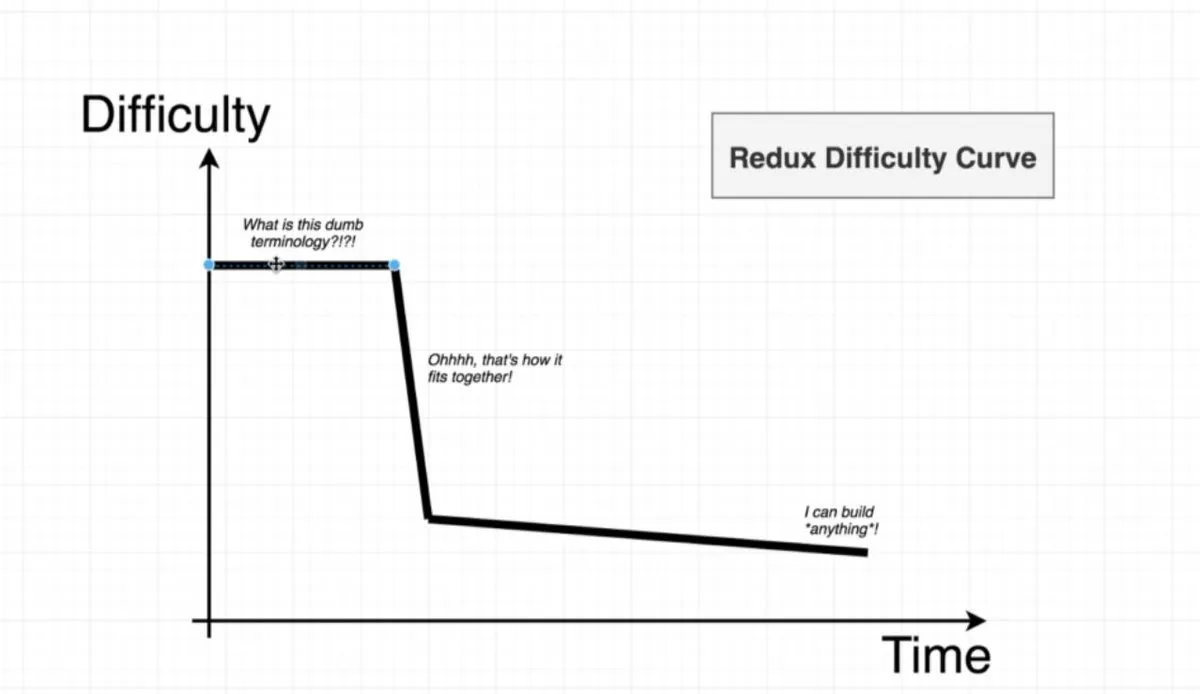 Difficulty
Redux Difficulty Curve
What is this dumb
terminology?!?!
Ohhhh, that's how it
fits together!
I can build
*anything*!
Time